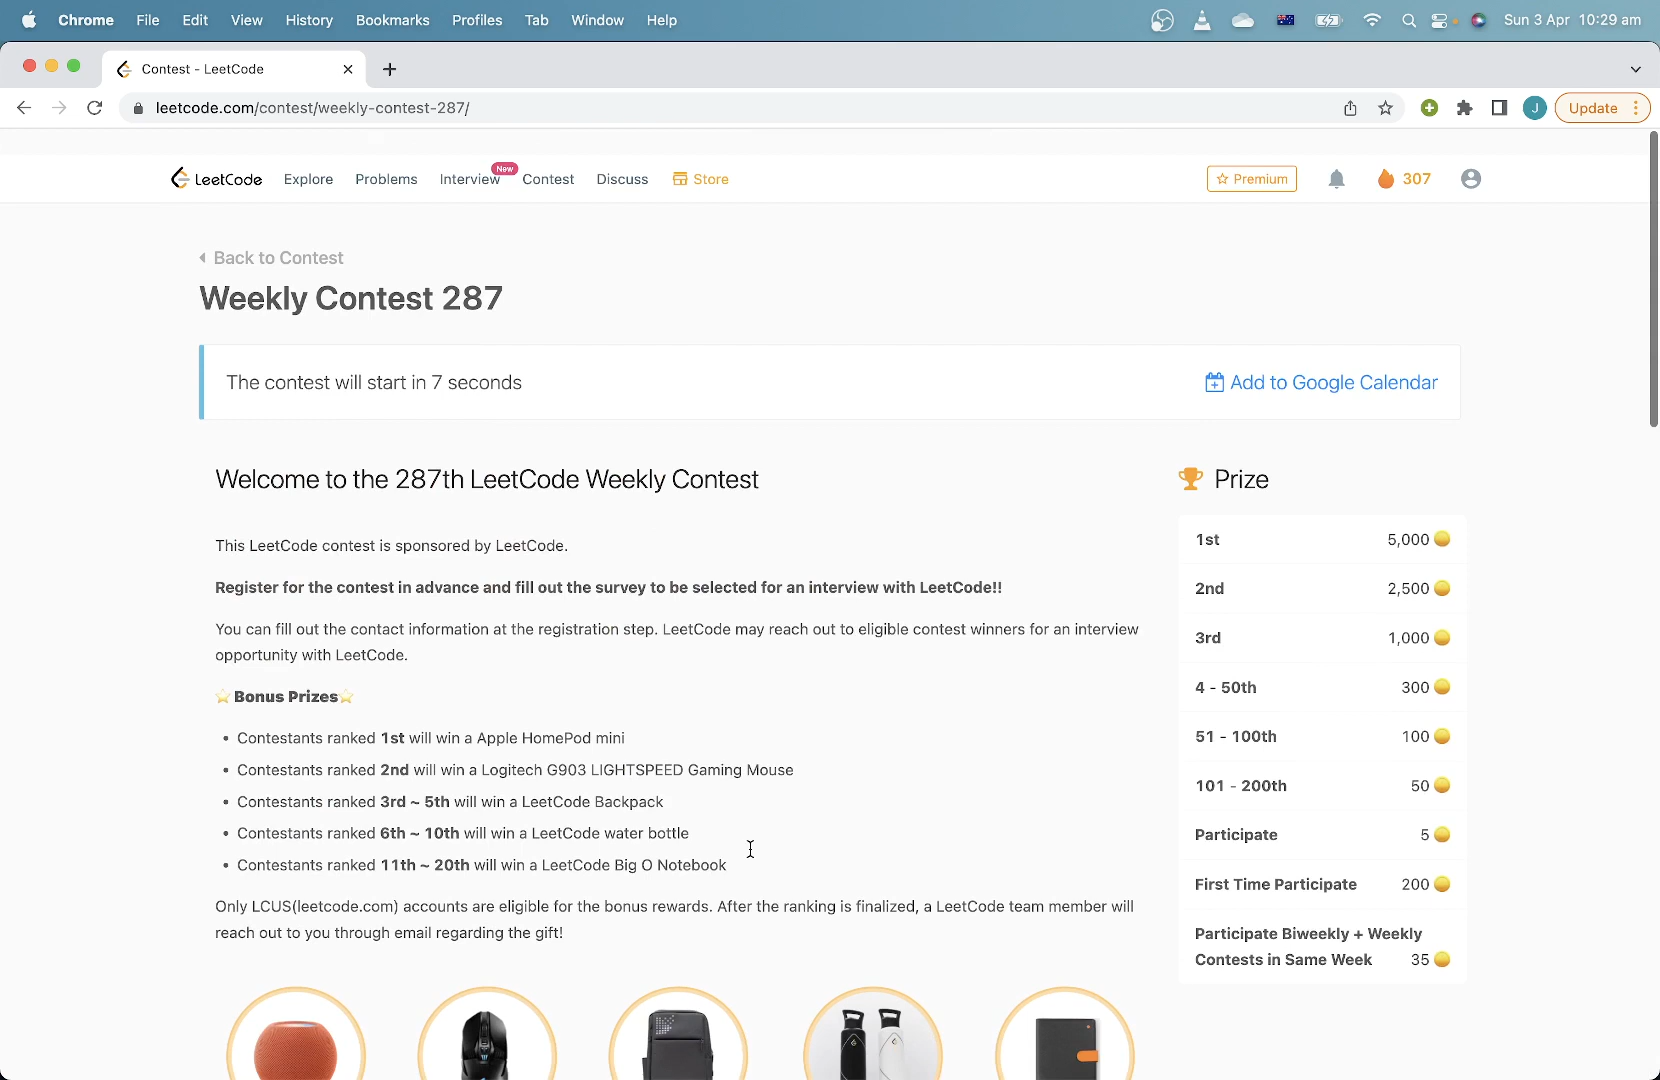 Chrome File Edit View History Bookmarks Profiles Tab Window Help Sun 3 Apr 10:29 am
Contest - LeetCode
leetcode.com/contest/weekly-contest-287/ J Update
LeetCode Explore Problems Interview New Contest Discuss Store Premium 307
Back to Contest
Weekly Contest 287
The contest will start in 7 seconds Add to Google Calendar
Welcome to the 287th LeetCode Weekly Contest
This LeetCode contest is sponsored by LeetCode.
Register for the contest in advance and fill out the survey to be selected for an interview with LeetCode!!
You can fill out the contact information at the registration step. LeetCode may reach out to eligible contest winners for an interview
opportunity with LeetCode.
⭐Bonus Prizes⭐
• Contestants ranked 1st will win a Apple HomePod mini
• Contestants ranked 2nd will win a Logitech G903 LIGHTSPEED Gaming Mouse
• Contestants ranked 3rd ~ 5th will win a LeetCode Backpack
• Contestants ranked 6th ~ 10th will win a LeetCode water bottle
• Contestants ranked 11th ~ 20th will win a LeetCode Big O Notebook
Only LCUS(leetcode.com) accounts are eligible for the bonus rewards. After the ranking is finalized, a LeetCode team member will
reach out to you through email regarding the gift!
Prize
1st 5,000
2nd 2,500
3rd 1,000
4 - 50th 300
51 - 100th 100
101 - 200th 50
Participate 5
First Time Participate 200
Participate Biweekly + Weekly
Contests in Same Week 35